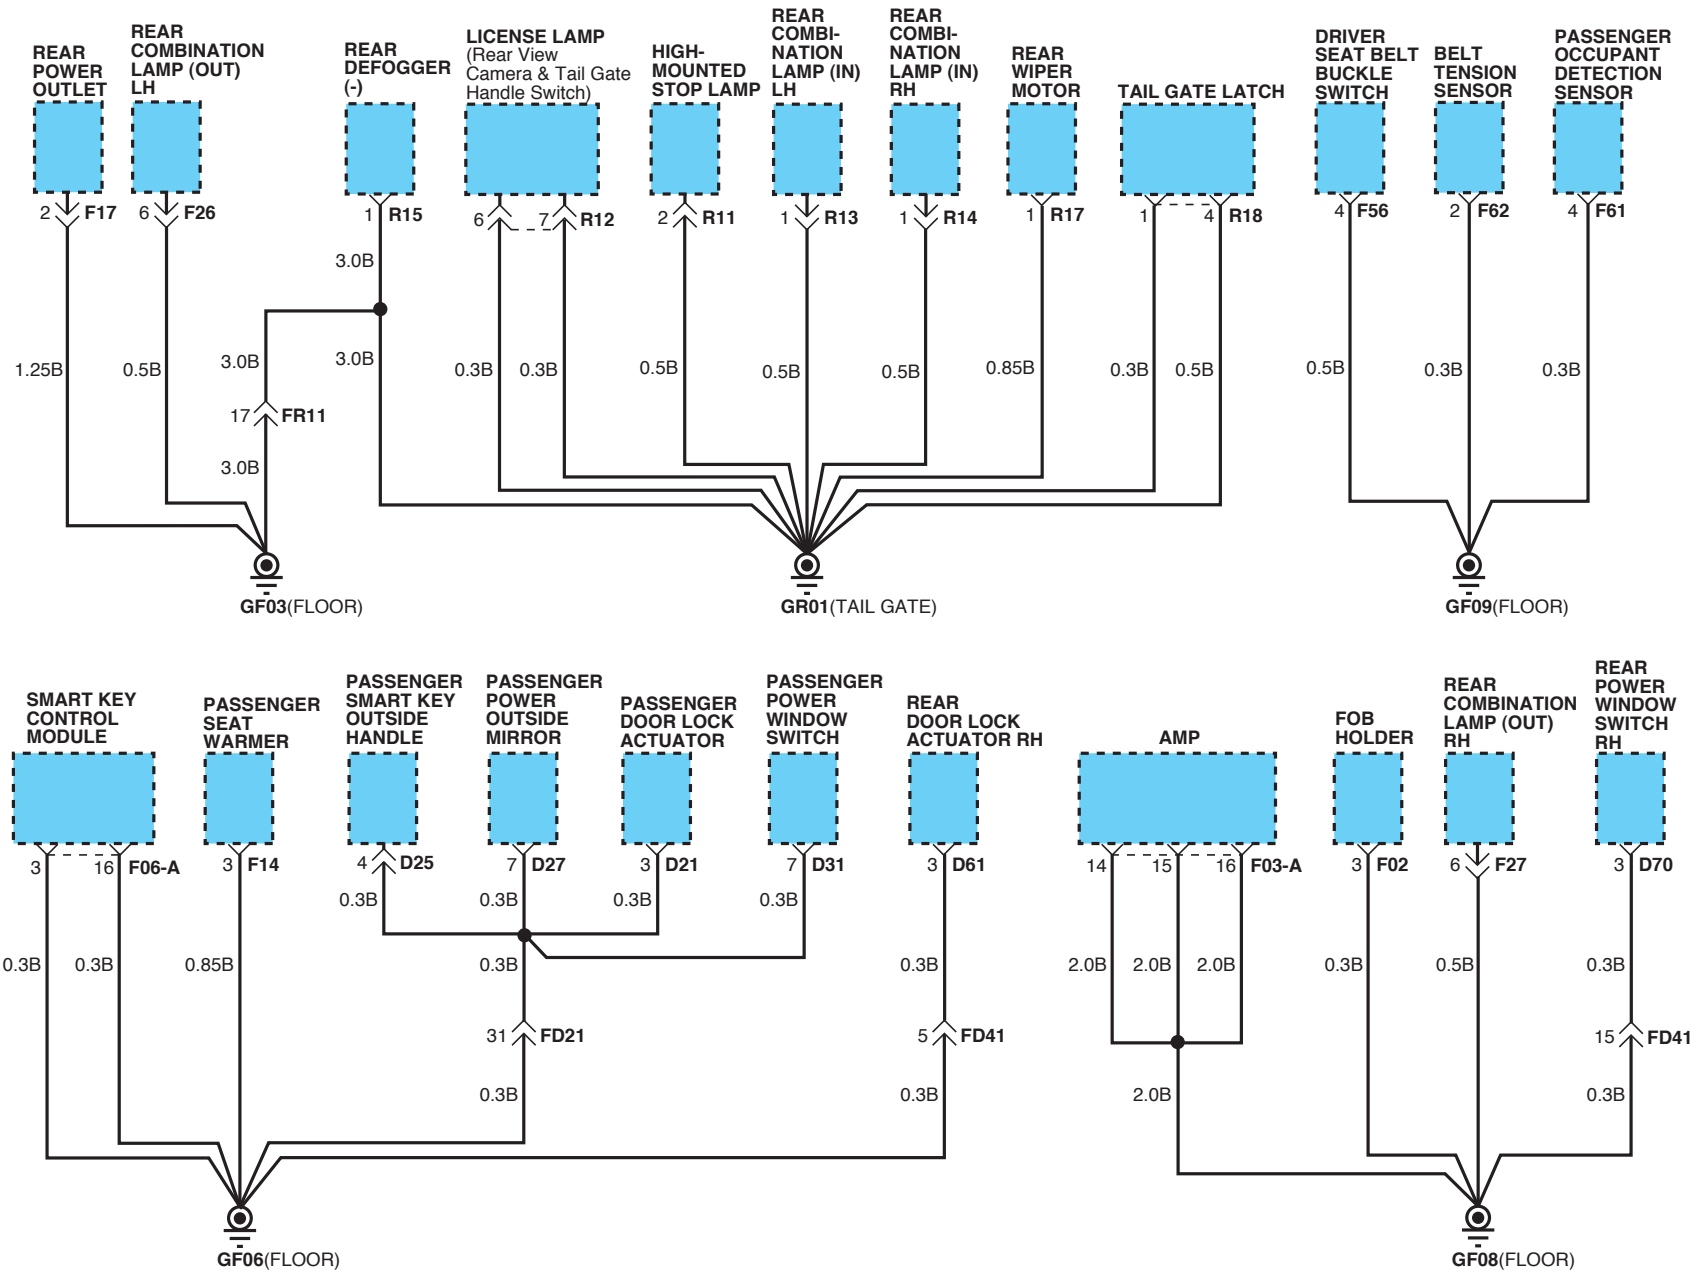 REAR
POWER
OUTLET
REAR
COMBINATION
LAMP (OUT)
LH
REAR
DEFOGGER
(-)
LICENSE LAMP
(Rear View
Camera & Tail Gate
Handle Switch)
HIGH-
MOUNTED
STOP LAMP
REAR
COMBI-
NATION
LAMP (IN)
LH
REAR
COMBI-
NATION
LAMP (IN)
RH
REAR
WIPER
MOTOR
TAIL GATE LATCH
DRIVER
SEAT BELT
BUCKLE
SWITCH
BELT
TENSION
SENSOR
PASSENGER
OCCUPANT
DETECTION
SENSOR
2 F17
6 F26
1 R15
6 7 R12
2 R11
1 R13
1 R14
1 R17
1 4 R18
4 F56
2 F62
4 F61
3.0B
1.25B
0.5B
3.0B
3.0B
0.3B
0.3B
0.5B
0.5B
0.5B
0.85B
0.3B
0.5B
0.5B
0.3B
0.3B
17 FR11
3.0B
GF03(FLOOR)
GR01(TAIL GATE)
GF09(FLOOR)
SMART KEY
CONTROL
MODULE
PASSENGER
SEAT
WARMER
PASSENGER
SMART KEY
OUTSIDE
HANDLE
PASSENGER
POWER
OUTSIDE
MIRROR
PASSENGER
DOOR LOCK
ACTUATOR
PASSENGER
POWER
WINDOW
SWITCH
REAR
DOOR LOCK
ACTUATOR RH
AMP
FOB
HOLDER
REAR
COMBINATION
LAMP (OUT)
RH
REAR
POWER
WINDOW
SWITCH
RH
3 16 F06-A
3 F14
4 D25
7 D27
3 D21
7 D31
3 D61
14 15 16 F03-A
3 F02
6 F27
3 D70
0.3B
0.3B
0.3B
0.3B
0.3B
0.3B
0.85B
0.3B
0.3B
2.0B
2.0B
2.0B
0.3B
0.5B
0.3B
31 FD21
5 FD41
15 FD41
0.3B
0.3B
2.0B
0.3B
GF06(FLOOR)
GF08(FLOOR)